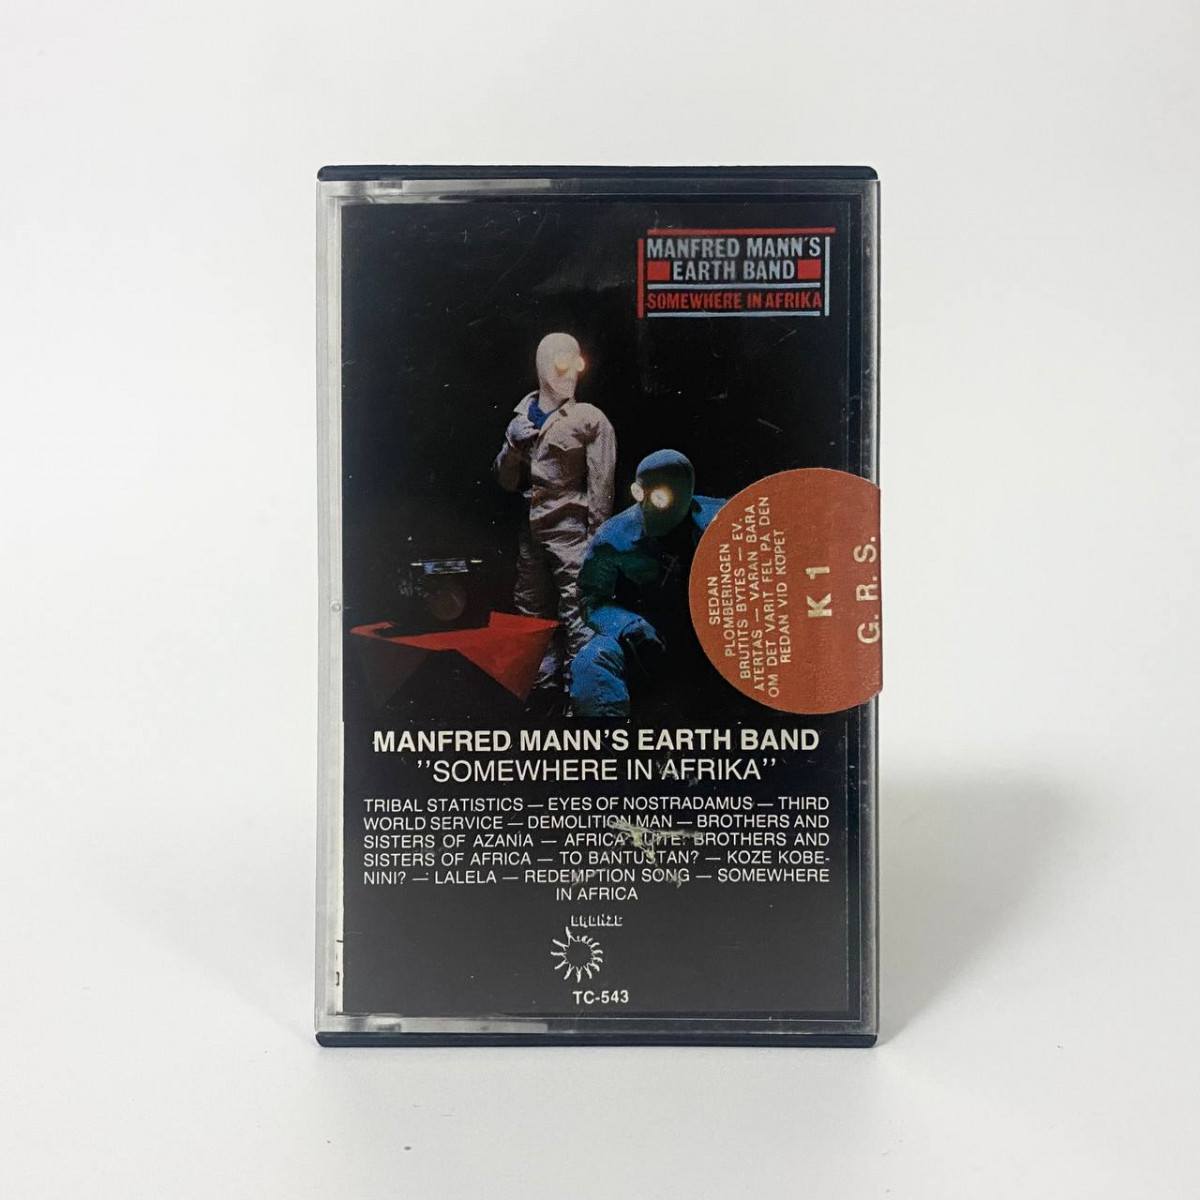 MANFRED MANN'S
EARTH BAND
SOMEWHERE IN AFRIKA
SEDAN
PLOMBERINGEN
BRUTITS BYTES — EV.
ATERTAS — VARAN BARA
OM DET VARIT FEL PÅ DEN
REDAN VID KÖPET
K 1
G. R. S.
MANFRED MANN'S EARTH BAND
''SOMEWHERE IN AFRIKA''
TRIBAL STATISTICS — EYES OF NOSTRADAMUS — THIRD
WORLD SERVICE — DEMOLITION MAN — BROTHERS AND
SISTERS OF AZANIA — AFRICA SUITE: BROTHERS AND
SISTERS OF AFRICA — TO BANTUSTAN? — KOZE KOBE-
NINI? — LALELA — REDEMPTION SONG — SOMEWHERE
IN AFRICA
BRONZE
TC-543